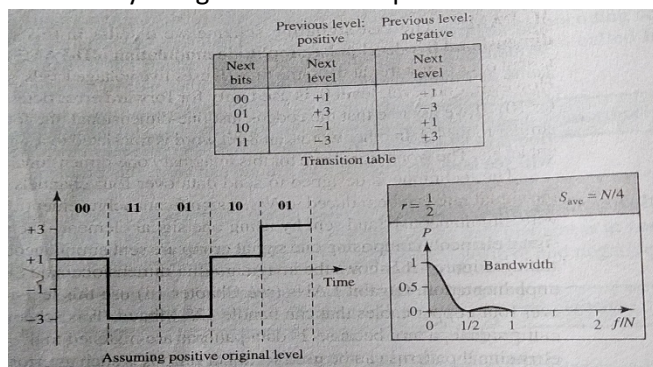 Previous level: positive Previous level: negative
Next bits Next level Next level
00 +1 −1
01 +3 −3
10 −1 +1
11 −3 +3
Transition table
00 11 01 10 01
+3
+1
−1
−3
Time
Assuming positive original level
r = 1/2 Save = N/4
P
1
Bandwidth
0.5
0
0 1/2 1 2 f/N